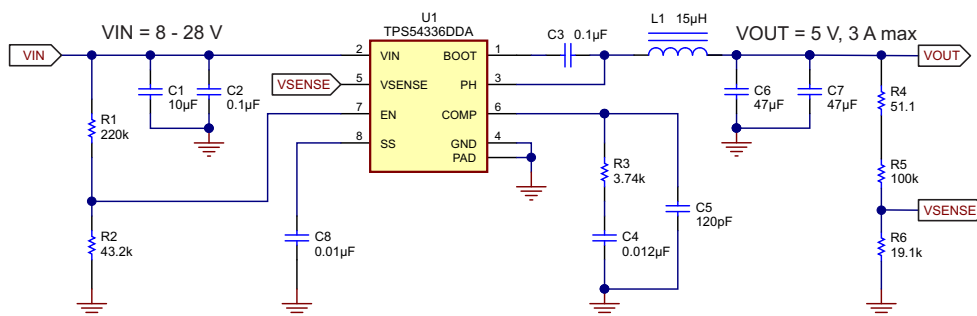 VIN = 8 - 28 V
U1
TPS54336DDA
VIN
2
VIN
BOOT
1
C3
0.1µF
L1
15µH
VOUT = 5 V, 3 A max
VOUT
VSENSE
5
VSENSE
PH
3
C1
10µF
C2
0.1µF
C6
47µF
C7
47µF
R4
51.1
R1
220k
7
EN
COMP
6
8
SS
GND
4
PAD
R3
3.74k
R5
100k
C5
120pF
VSENSE
R2
43.2k
C8
0.01µF
C4
0.012µF
R6
19.1k